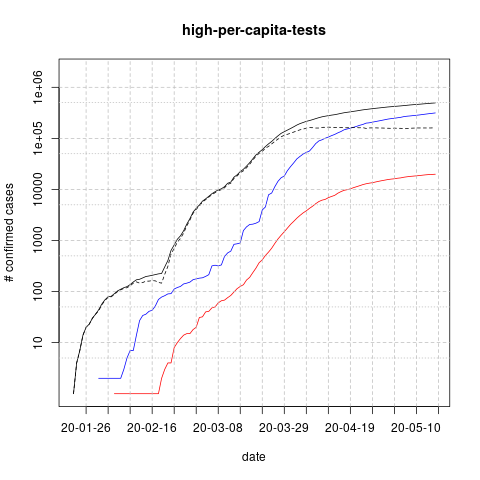 high-per-capita-tests
1e+06
1e+05
10000
1000
100
10
# confirmed cases
20-01-26 20-02-16 20-03-08 20-03-29 20-04-19 20-05-10
date